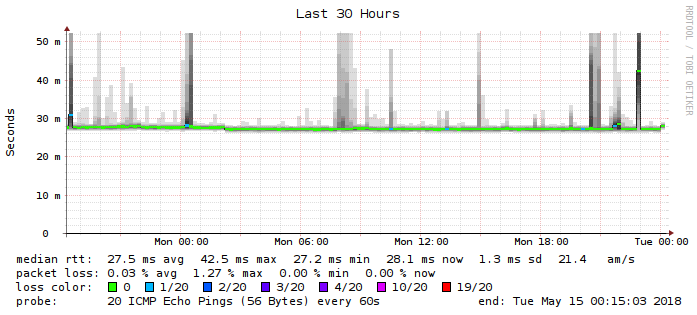 Last 30 Hours
RRDTOOL / TOBI OETIKER
Seconds
50 m
40 m
30 m
20 m
10 m
0
Mon 00:00 Mon 06:00 Mon 12:00 Mon 18:00 Tue 00:00
median rtt: 27.5 ms avg 42.5 ms max 27.2 ms min 28.1 ms now 1.3 ms sd 21.4 am/s
packet loss: 0.03 % avg 1.27 % max 0.00 % min 0.00 % now
loss color: 0 1/20 2/20 3/20 4/20 10/20 19/20
probe: 20 ICMP Echo Pings (56 Bytes) every 60s end: Tue May 15 00:15:03 2018